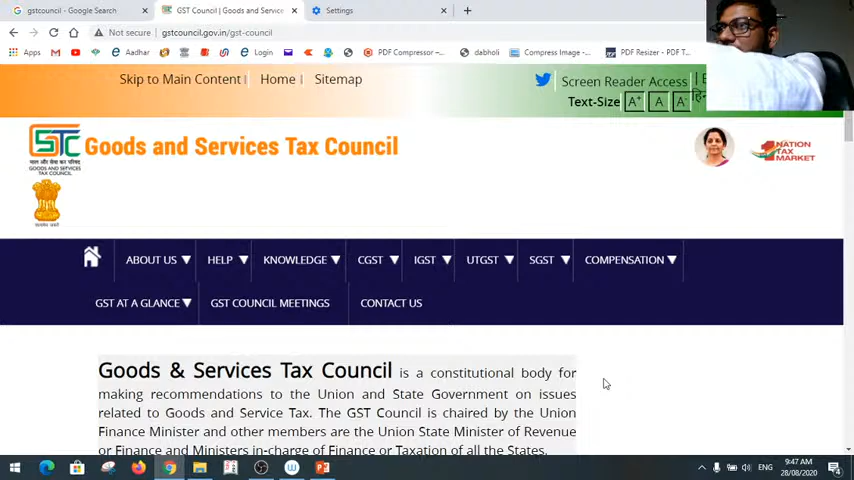 gstcouncil - Google Search
GST Council | Goods and Service
Settings
Not secure | gstcouncil.gov.in/gst-council
Apps
Aadhar
Login
PDF Compressor –...
dabholi
Compress Image -...
PDF Resizer - PDF T...
Skip to Main Content
Home
Sitemap
Screen Reader Access
Text-Size A+ A A-
GOODS AND SERVICES
TAX COUNCIL
Goods and Services Tax Council
NATION
TAX
MARKET
ABOUT US HELP KNOWLEDGE CGST IGST UTGST SGST COMPENSATION
GST AT A GLANCE GST COUNCIL MEETINGS CONTACT US
Goods & Services Tax Council is a constitutional body for
making recommendations to the Union and State Government on issues
related to Goods and Service Tax. The GST Council is chaired by the Union
Finance Minister and other members are the Union State Minister of Revenue
or Finance and Ministers in-charge of Finance or Taxation of all the States.
ENG
9:47 AM
28/08/2020